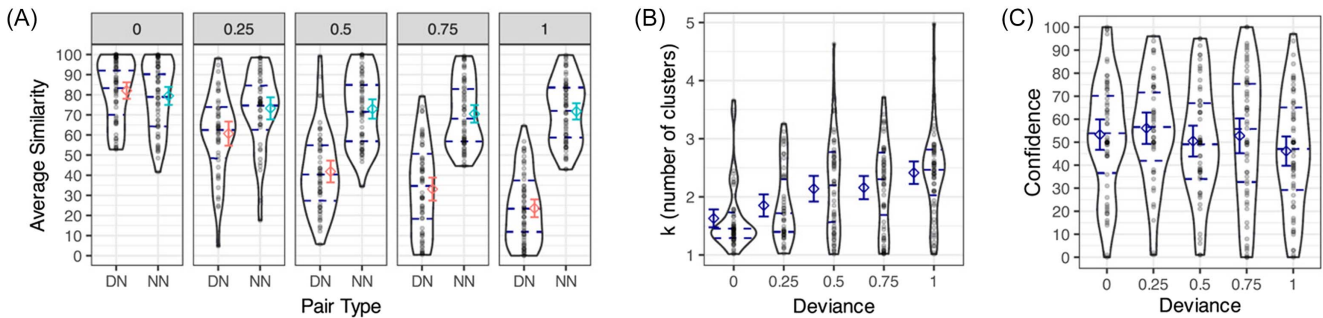 (A)
0 0.25 0.5 0.75 1
Average Similarity
100
90
80
70
60
50
40
30
20
10
0
DN NN DN NN DN NN DN NN DN NN
Pair Type
(B)
k (number of clusters)
5
4
3
2
1
0 0.25 0.5 0.75 1
Deviance
(C)
Confidence
100
90
80
70
60
50
40
30
20
10
0
0 0.25 0.5 0.75 1
Deviance